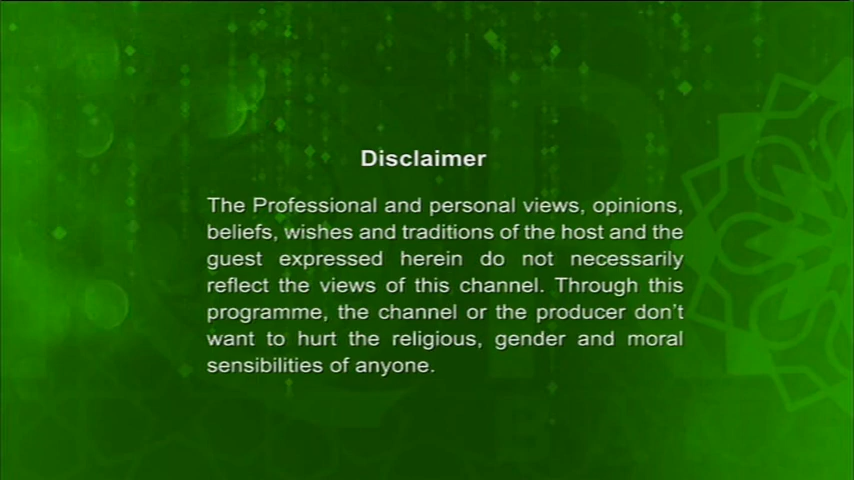 Disclaimer
The Professional and personal views, opinions,
beliefs, wishes and traditions of the host and the
guest expressed herein do not necessarily
reflect the views of this channel. Through this
programme, the channel or the producer don't
want to hurt the religious, gender and moral
sensibilities of anyone.